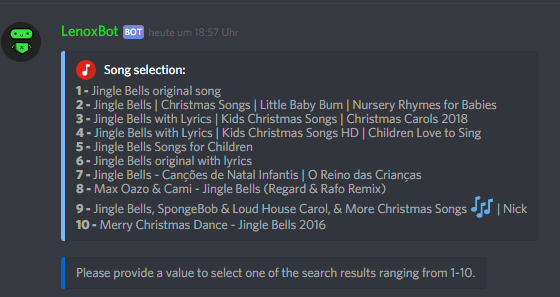 LenoxBot BOT heute um 18:57 Uhr
Song selection:
1 - Jingle Bells original song
2 - Jingle Bells | Christmas Songs | Little Baby Bum | Nursery Rhymes for Babies
3 - Jingle Bells with Lyrics | Kids Christmas Songs | Christmas Carols 2018
4 - Jingle Bells with Lyrics | Kids Christmas Songs HD | Children Love to Sing
5 - Jingle Bells Songs for Children
6 - Jingle Bells original with lyrics
7 - Jingle Bells - Canções de Natal Infantis | O Reino das Crianças
8 - Max Oazo & Cami - Jingle Bells (Regard & Rafo Remix)
9 - Jingle Bells, SpongeBob & Loud House Carol, & More Christmas Songs 🎶 | Nick
10 - Merry Christmas Dance - Jingle Bells 2016
Please provide a value to select one of the search results ranging from 1-10.